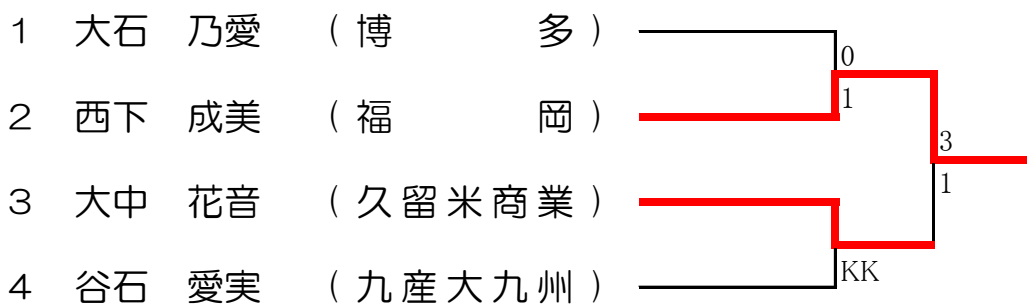 1 大石 乃愛 (博 多)
0
2 西下 成美 (福 岡)
1
3
3 大中 花音 (久留米商業)
1
4 谷石 愛実 (九産大九州)
KK